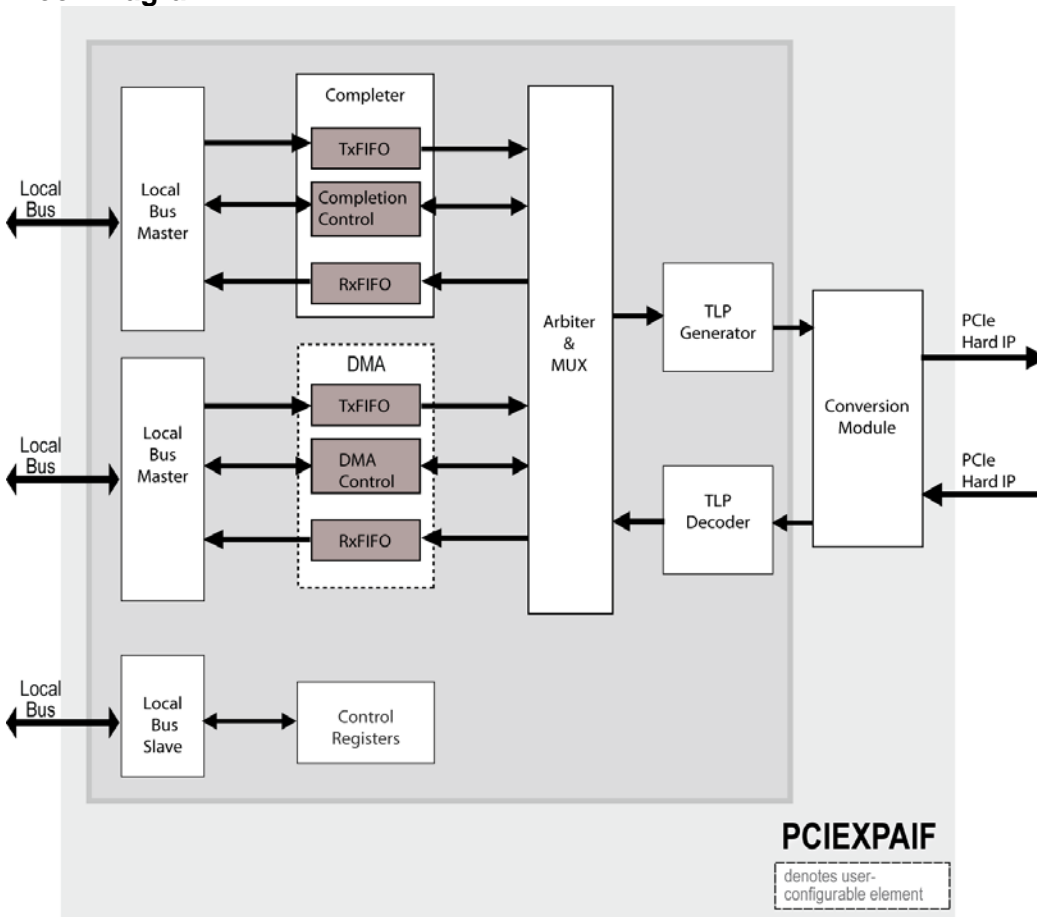 Completer
TxFIFO
Completion
Control
RxFIFO
Local
Bus
Local
Bus
Master
DMA
TxFIFO
DMA
Control
RxFIFO
Local
Bus
Local
Bus
Master
Arbiter
&
MUX
TLP
Generator
TLP
Decoder
Conversion
Module
PCIe
Hard IP
PCIe
Hard IP
Local
Bus
Local
Bus
Slave
Control
Registers
PCIEXPAIF
denotes user-
configurable element